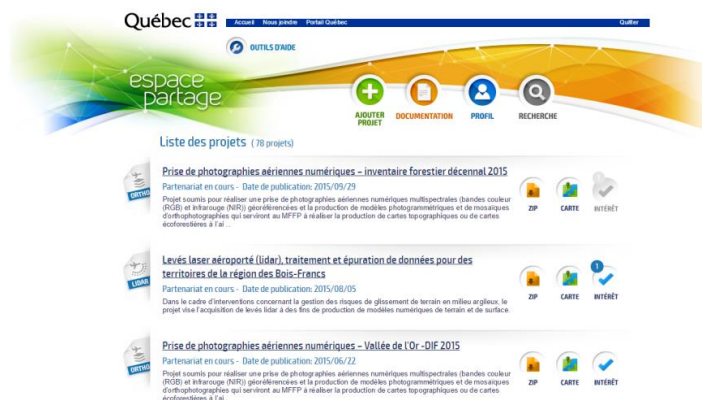 Québec
Accueil Nous joindre Portail Québec Quitter
OUTILS D'AIDE
espace
partage
AJOUTER
PROJET
DOCUMENTATION
PROFIL
RECHERCHE
Liste des projets ( 78 projets)
ORTHO
Prise de photographies aériennes numériques – inventaire forestier décennal 2015
Partenariat en cours - Date de publication: 2015/09/29
Projet soumis pour réaliser une prise de photographies aériennes numériques multispectrales (bandes couleur
(RGB) et infrarouge (NIR)) géoréférencées et la production de modèles photogrammétriques et de mosaïques
d'orthophotographies qui serviront au MFFP à réaliser la production de cartes topographiques ou de cartes
écoforestières à l'ai ...
ZIP CARTE INTÉRÊT
LIDAR
Levés laser aéroporté (lidar), traitement et épuration de données pour des
territoires de la région des Bois-Francs
Partenariat en cours - Date de publication: 2015/08/05
Dans le cadre d'interventions concernant la gestion des risques de glissement de terrain en milieu argileux, le
projet vise l'acquisition de levés lidar à des fins de production de modèles numériques de terrain et de surface.
1
ZIP CARTE INTÉRÊT
ORTHO
Prise de photographies aériennes numériques – Vallée de l'Or -DIF 2015
Partenariat en cours - Date de publication: 2015/06/22
Projet soumis pour réaliser une prise de photographies aériennes numériques multispectrales (bandes couleur
(RGB) et infrarouge (NIR)) géoréférencées et la production de modèles photogrammétriques et de mosaïques
d'orthophotographies qui serviront au MFFP à réaliser la production de cartes topographiques ou de cartes
écoforestières à l'ai
ZIP CARTE INTÉRÊT